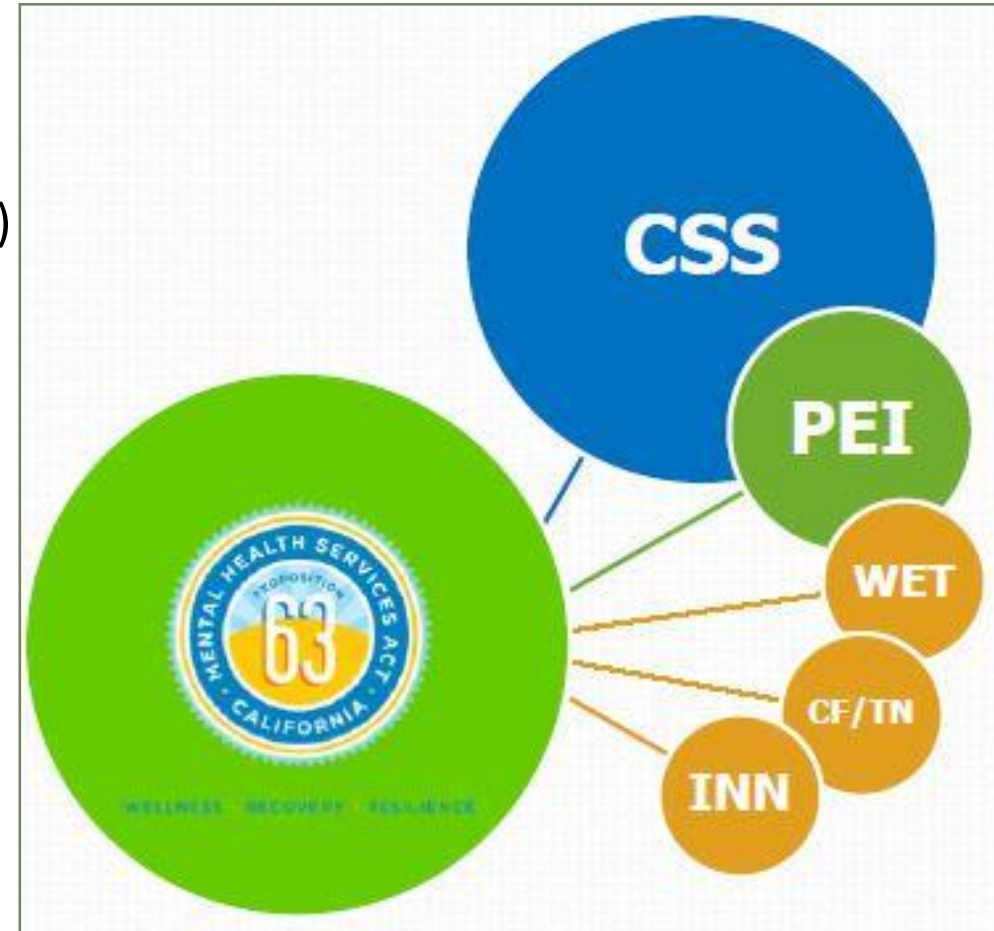 )
CSS
PEI
WET
CF/TN
INN
MENTAL HEALTH SERVICES ACT
PROPOSITION
63
CALIFORNIA
WELLNESS RECOVERY RESILIENCE